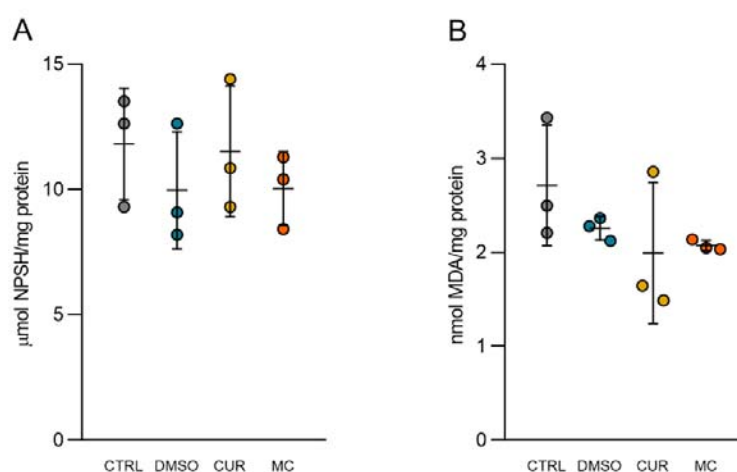 A
μmol NPSH/mg protein
15
10
5
0
CTRL DMSO CUR MC
B
nmol MDA/mg protein
4
3
2
1
0
CTRL DMSO CUR MC